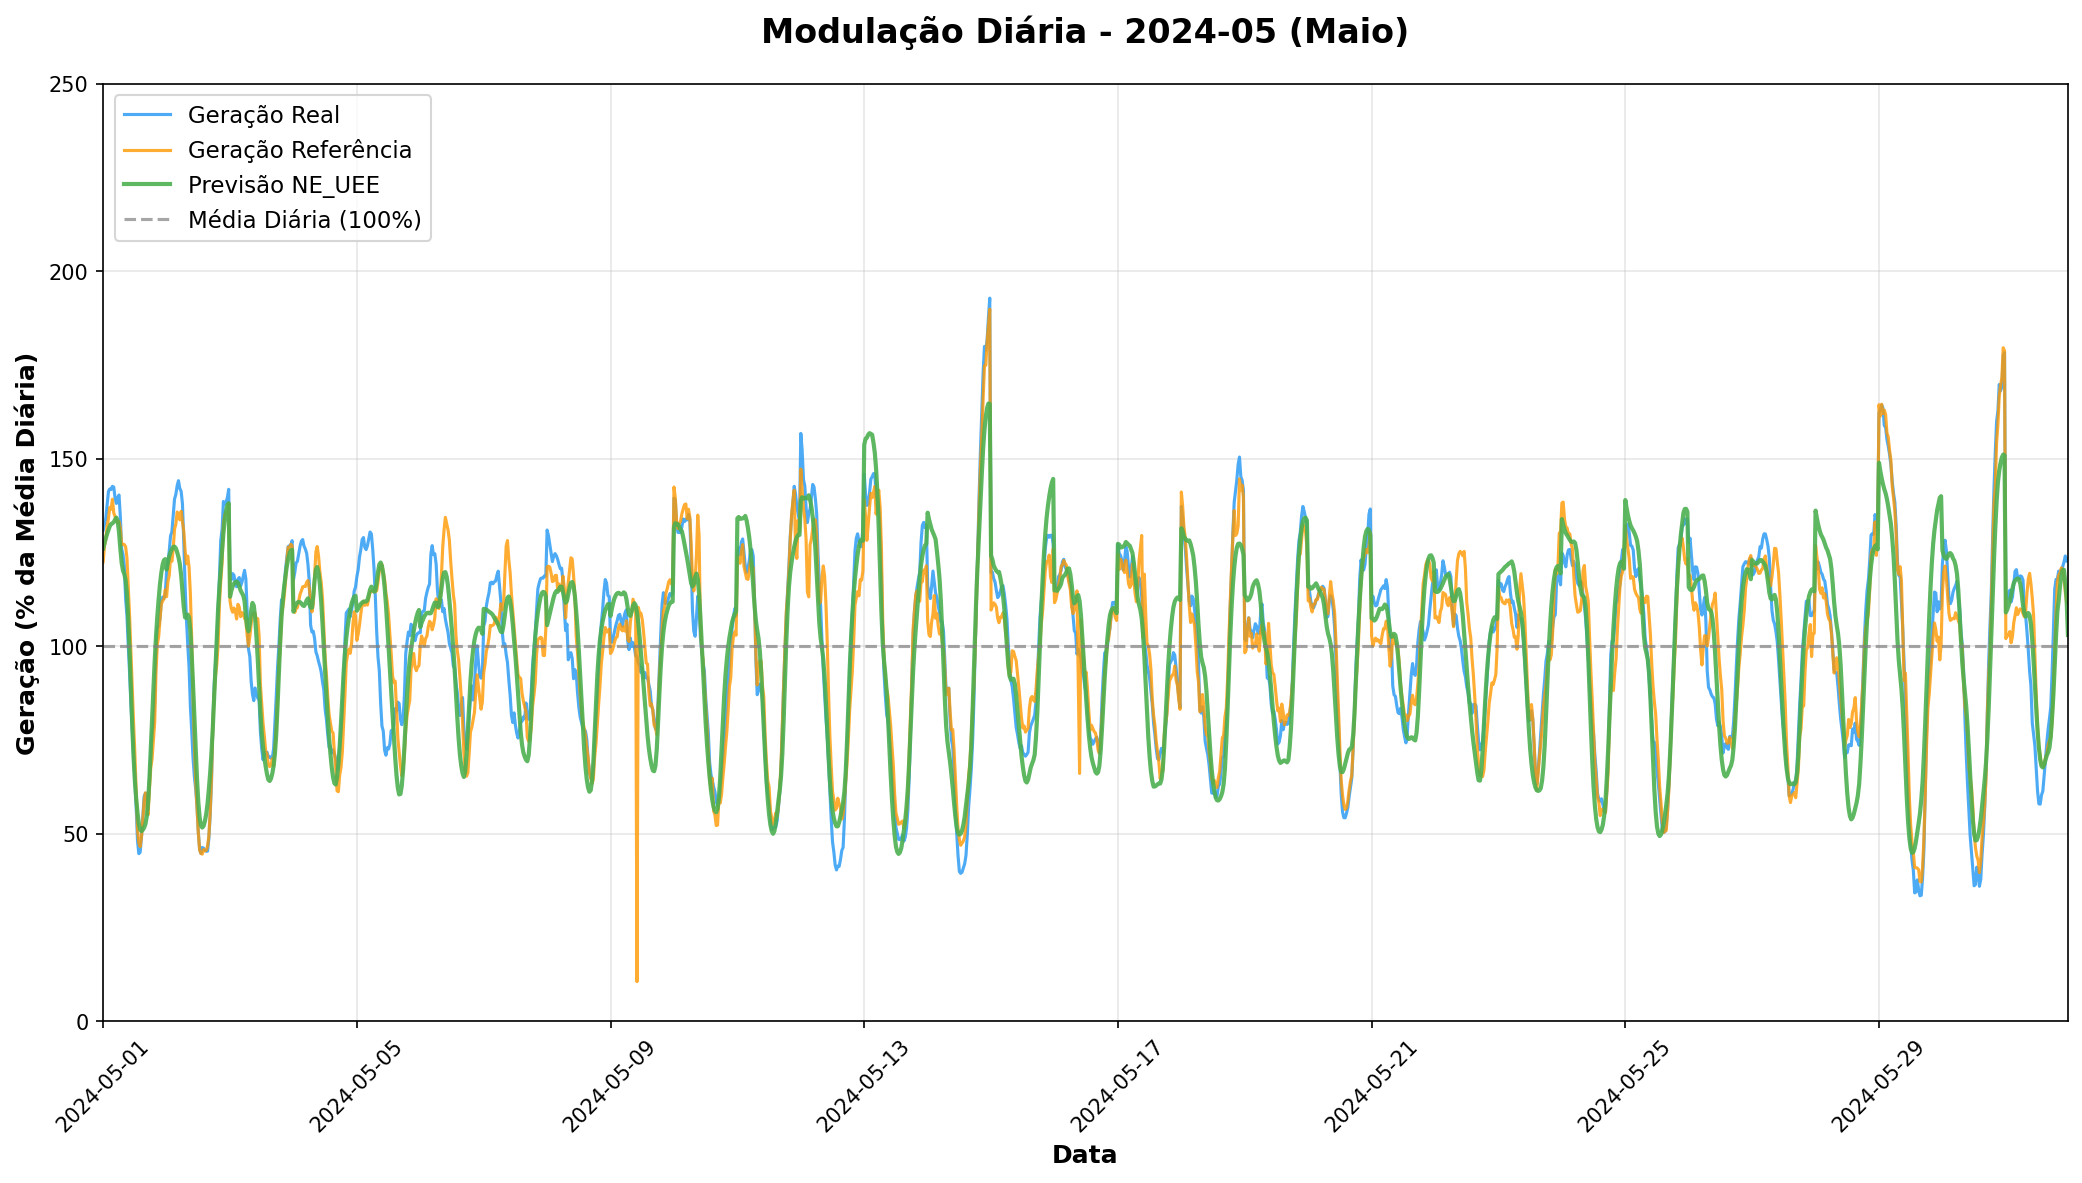 Modulação Diária - 2024-05 (Maio)
Geração (% da Média Diária)
250
200
150
100
50
0
Geração Real
Geração Referência
Previsão NE_UEE
Média Diária (100%)
2024-05-01
2024-05-05
2024-05-09
2024-05-13
2024-05-17
2024-05-21
2024-05-25
2024-05-29
Data